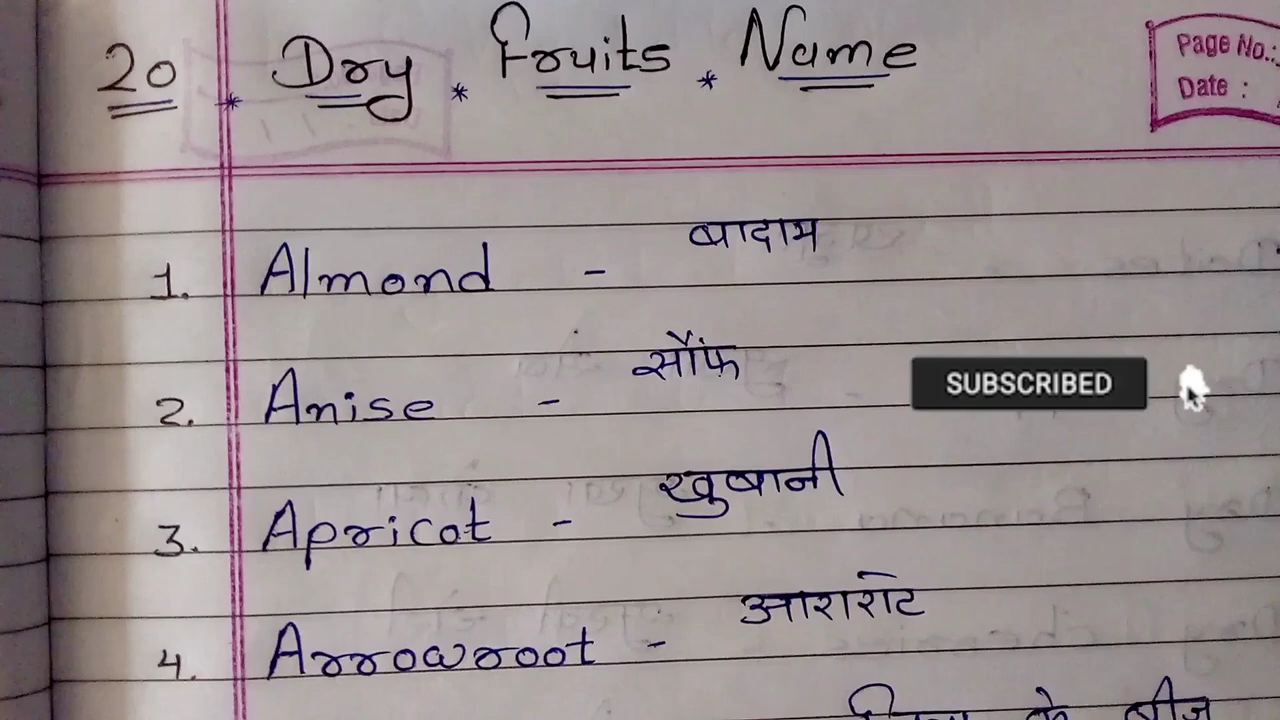 20 * Dry * Fruits * Name
Page No.:
Date :
1. Almond - बादाम
2. Anise - सौंफ
SUBSCRIBED
3. Apricot - खुबानी
4. Arrowroot - आरारोट
के बीज